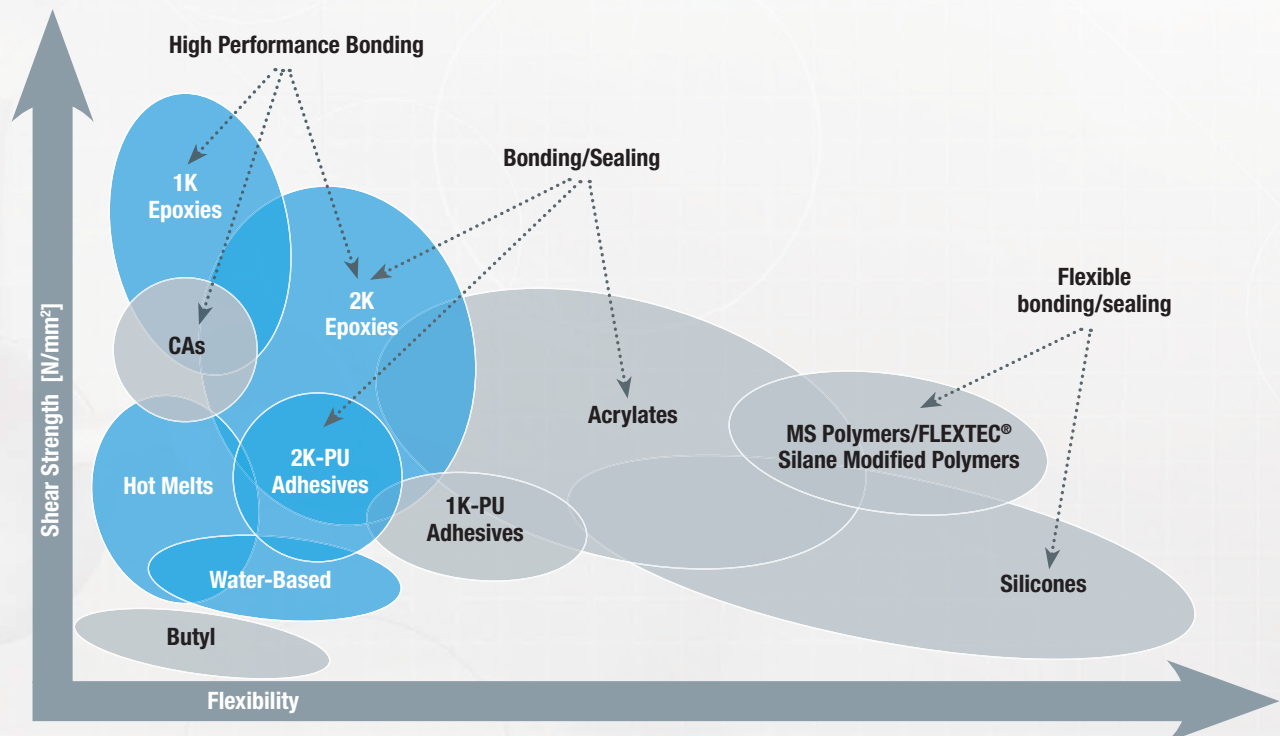 High Performance Bonding
Bonding/Sealing
Flexible
bonding/sealing
1K
Epoxies
2K
Epoxies
CAs
Acrylates
MS Polymers/FLEXTEC®
Silane Modified Polymers
Hot Melts
2K-PU
Adhesives
1K-PU
Adhesives
Water-Based
Silicones
Butyl
Shear Strength [N/mm²]
Flexibility